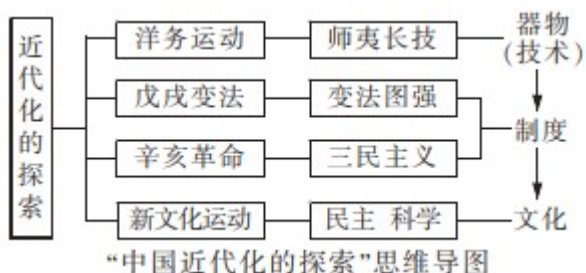 近代化的探索
洋务运动 师夷长技 器物
(技术)
戊戌变法 变法图强
制度
辛亥革命 三民主义
新文化运动 民主 科学 文化
“中国近代化的探索”思维导图